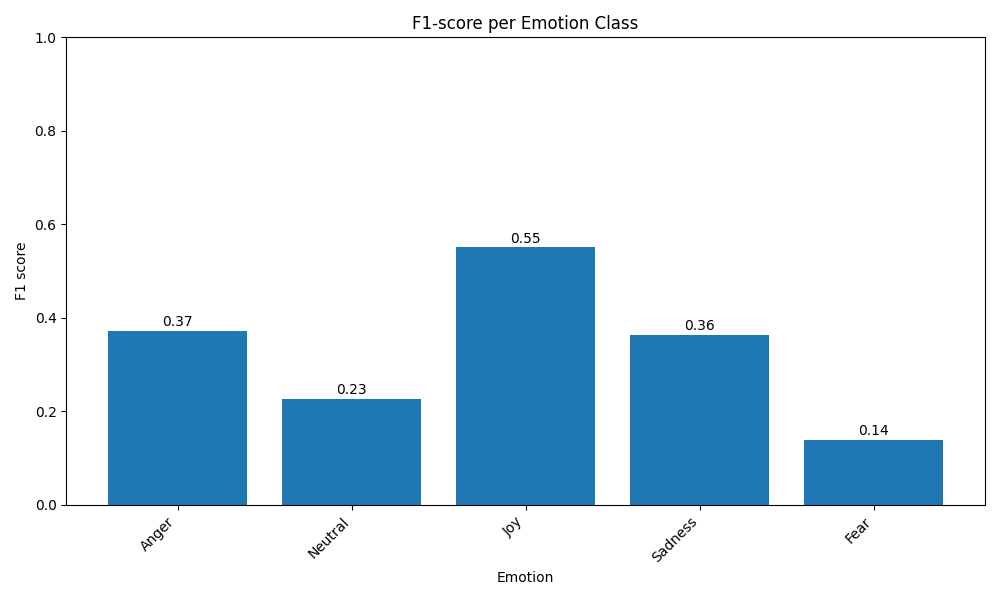 F1-score per Emotion Class
F1 score
1.0
0.8
0.6
0.4
0.2
0.0
0.37
0.23
0.55
0.36
0.14
Anger
Neutral
Joy
Sadness
Fear
Emotion